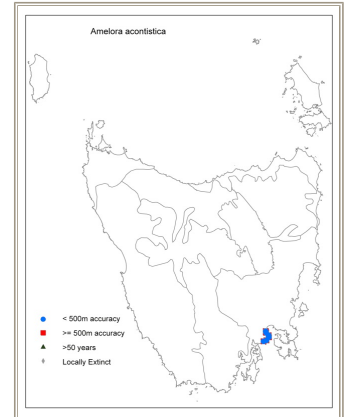 Amelora acontistica
< 500m accuracy
>= 500m accuracy
>50 years
Locally Extinct